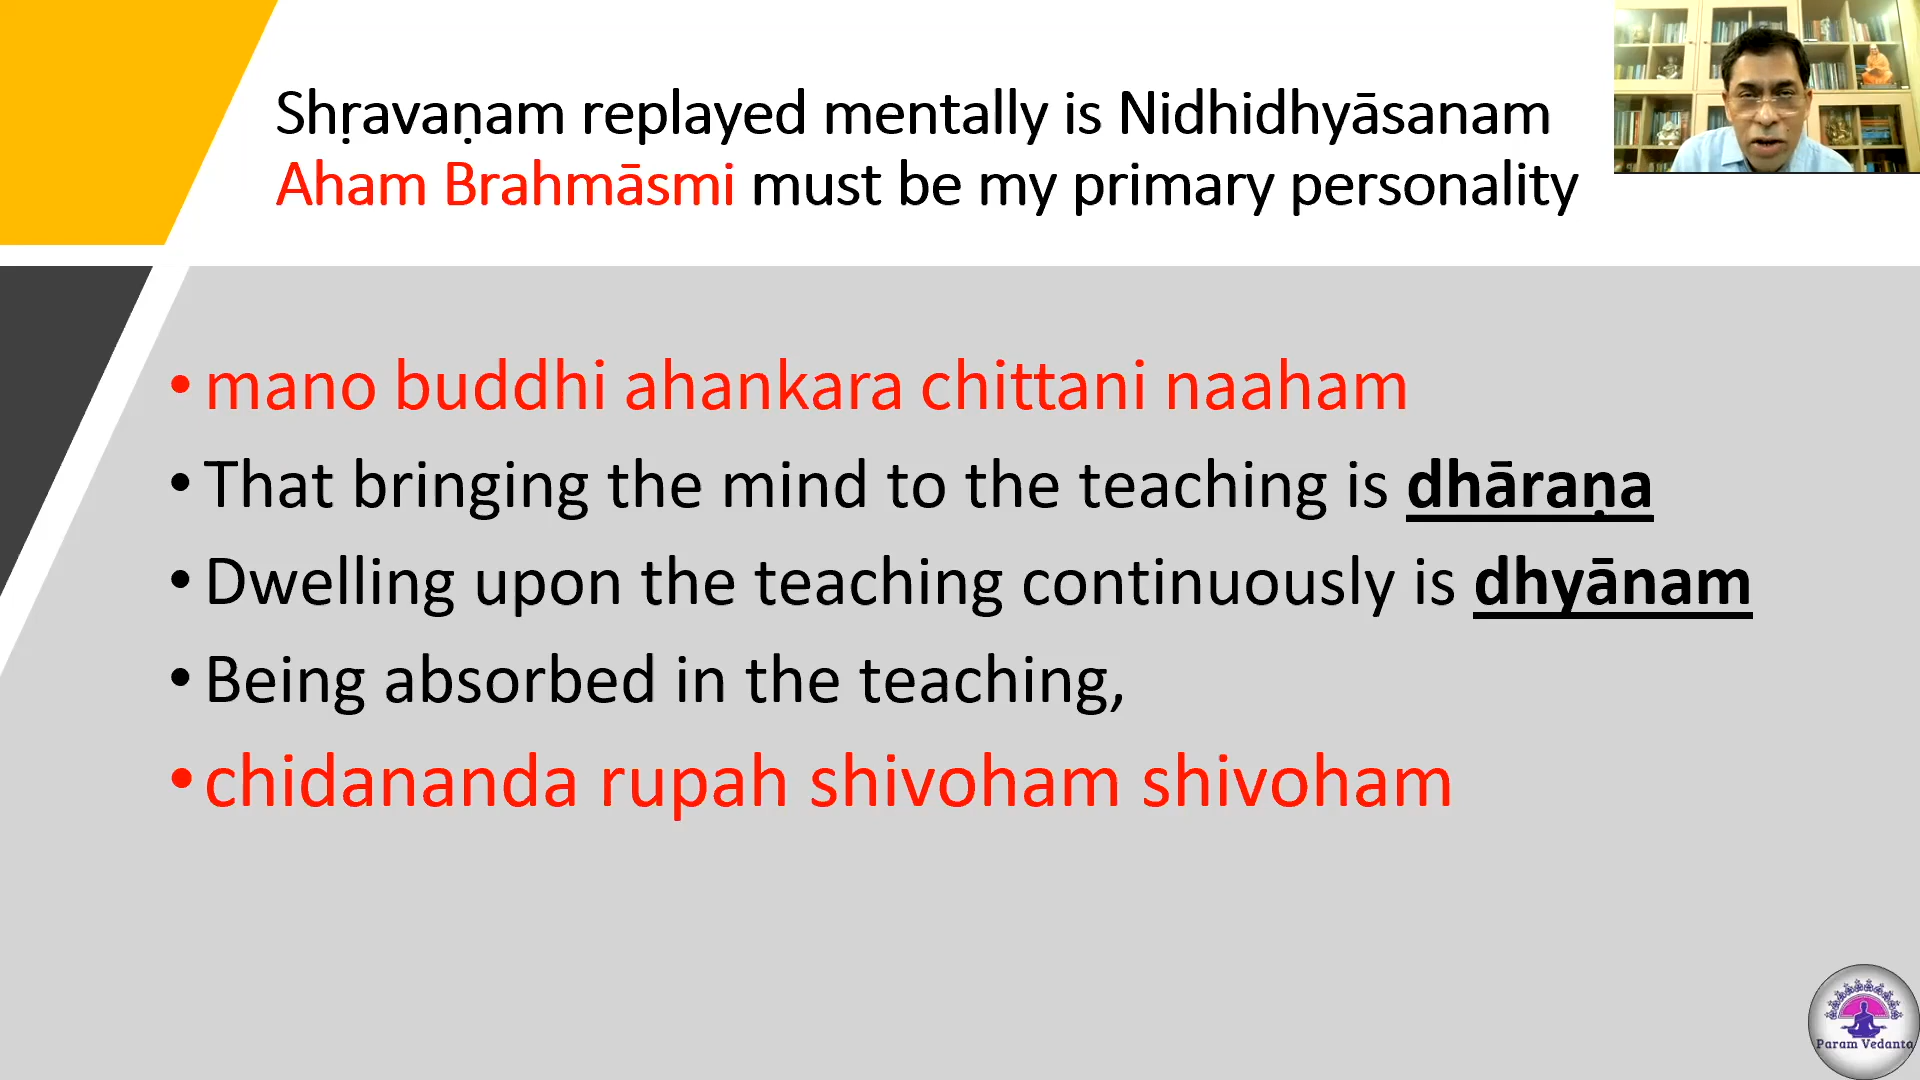 Shṛavaṇam replayed mentally is Nidhidhyāsanam
Aham Brahmāsmi must be my primary personality
• mano buddhi ahankara chittani naaham
• That bringing the mind to the teaching is dhāraṇa
• Dwelling upon the teaching continuously is dhyānam
• Being absorbed in the teaching,
• chidananda rupah shivoham shivoham
Param Vedanta